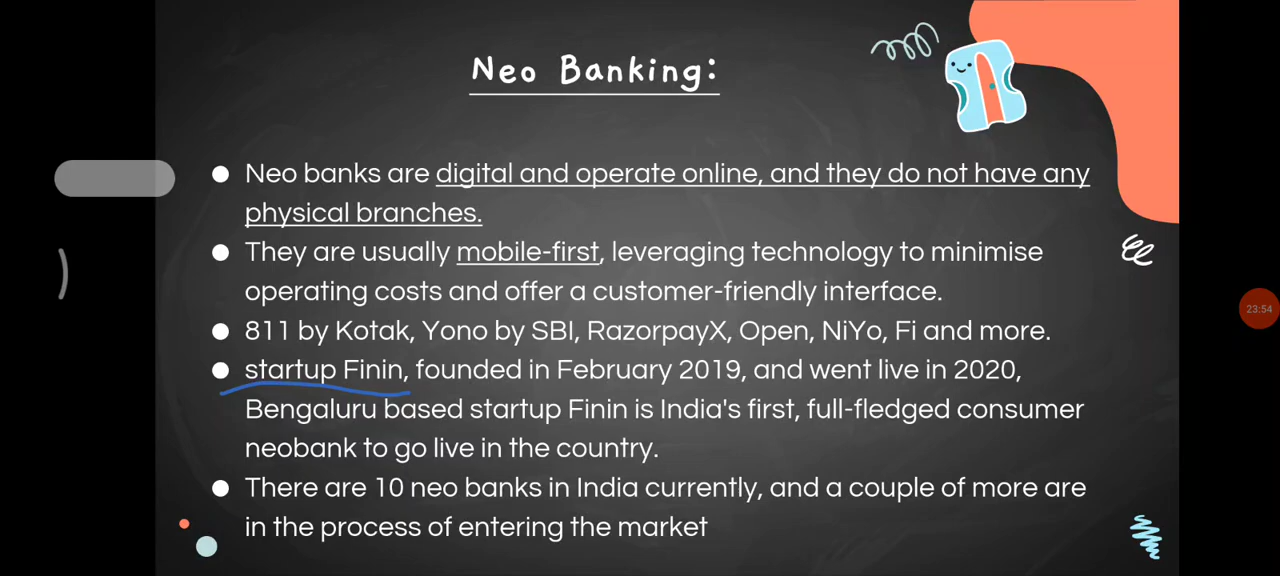 Neo Banking:
Neo banks are digital and operate online, and they do not have any
physical branches.
They are usually mobile-first, leveraging technology to minimise
operating costs and offer a customer-friendly interface.
811 by Kotak, Yono by SBI, RazorpayX, Open, NiYo, Fi and more.
startup Finin, founded in February 2019, and went live in 2020,
Bengaluru based startup Finin is India's first, full-fledged consumer
neobank to go live in the country.
There are 10 neo banks in India currently, and a couple of more are
in the process of entering the market
23:54